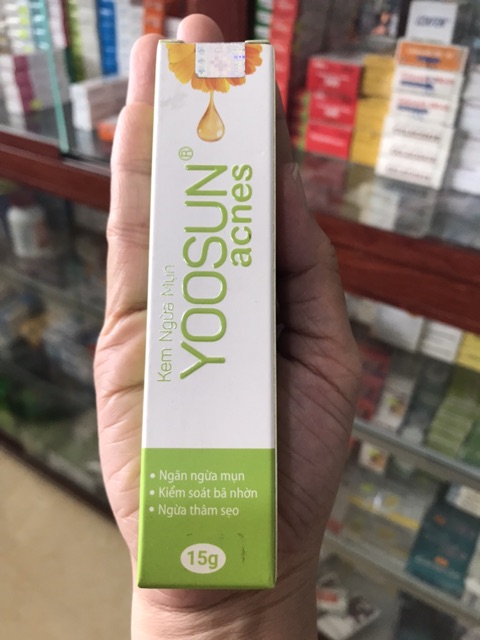 Kem Ngừa Mụn
YOOSUN®
acnes
• Ngăn ngừa mụn
• Kiểm soát bã nhờn
• Ngừa thâm sẹo
15g